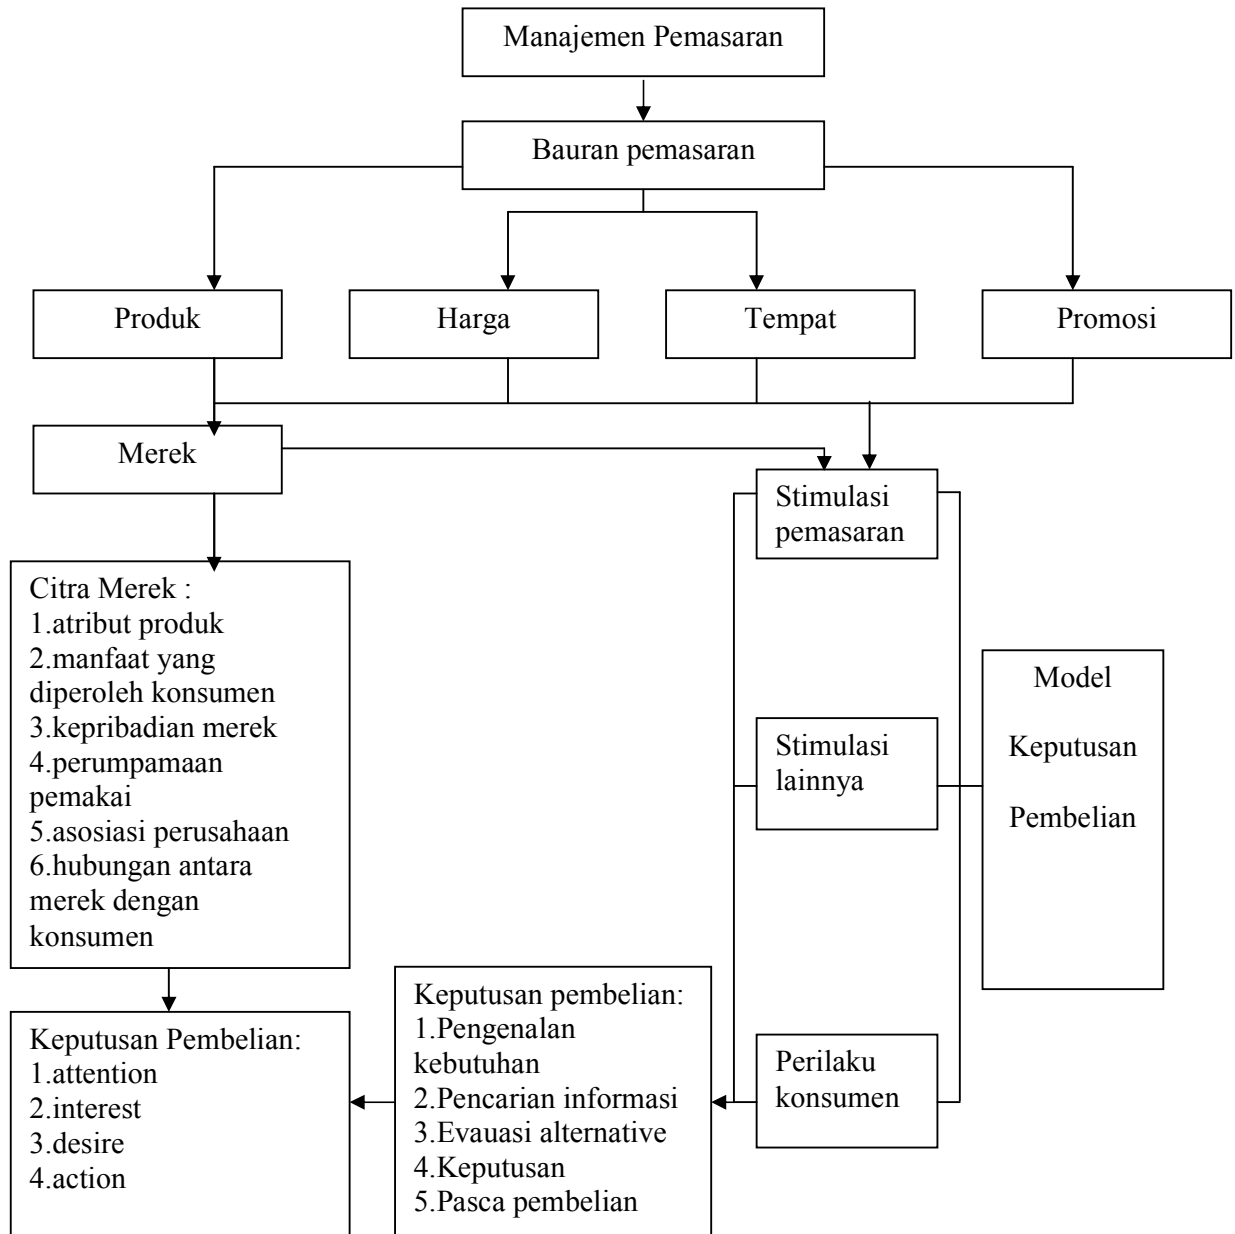 Manajemen Pemasaran
Bauran pemasaran
Produk
Harga
Tempat
Promosi
Merek
Stimulasi
pemasaran
Citra Merek :
1.atribut produk
2.manfaat yang
diperoleh konsumen
3.kepribadian merek
4.perumpamaan
pemakai
5.asosiasi perusahaan
6.hubungan antara
merek dengan
konsumen
Stimulasi
lainnya
Model
Keputusan
Pembelian
Keputusan Pembelian:
1.attention
2.interest
3.desire
4.action
Keputusan pembelian:
1.Pengenalan
kebutuhan
2.Pencarian informasi
3.Evauasi alternative
4.Keputusan
5.Pasca pembelian
Perilaku
konsumen